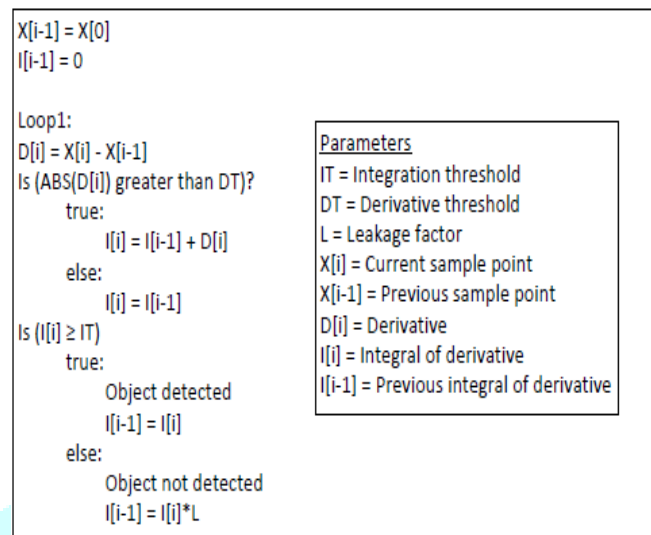 X[i-1] = X[0]
I[i-1] = 0
Loop1:
D[i] = X[i] - X[i-1]
Is (ABS(D[i]) greater than DT)?
true:
I[i] = I[i-1] + D[i]
else:
I[i] = I[i-1]
Is (I[i] ≥ IT)
true:
Object detected
I[i-1] = I[i]
else:
Object not detected
I[i-1] = I[i]*L
Parameters
IT = Integration threshold
DT = Derivative threshold
L = Leakage factor
X[i] = Current sample point
X[i-1] = Previous sample point
D[i] = Derivative
I[i] = Integral of derivative
I[i-1] = Previous integral of derivative